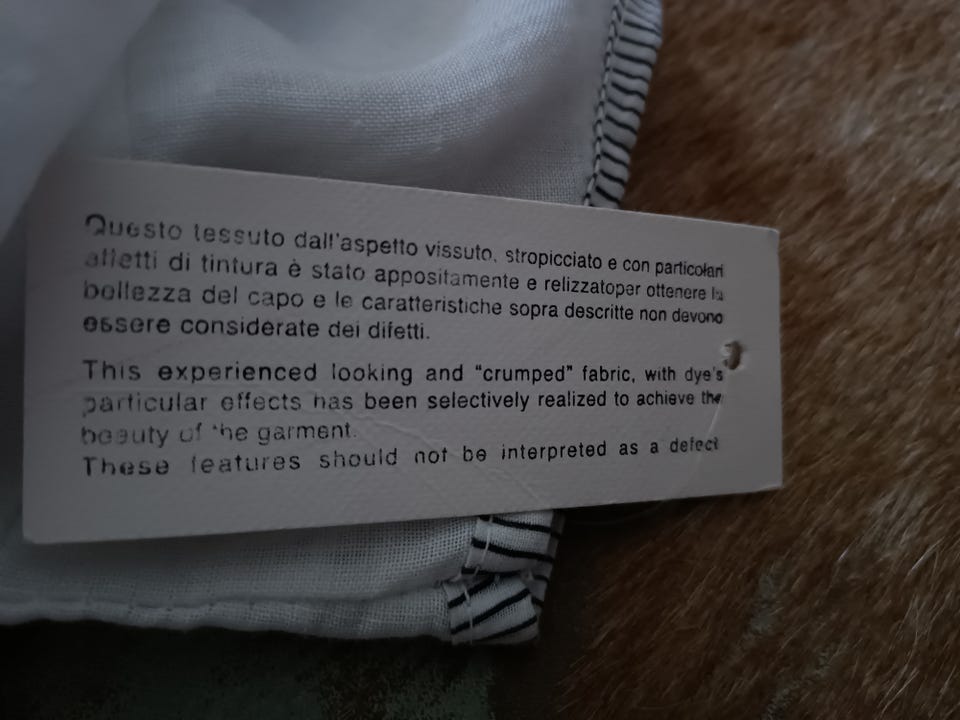 Questo tessuto dall'aspetto vissuto, stropicciato e con particolari
affetti di tintura è stato appositamente e relizzatoper ottenere la
bellezza del capo e le caratteristiche sopra descritte non devono
essere considerate dei difetti.
This experienced looking and "crumped" fabric, with dye's
particular effects has been selectively realized to achieve the
beauty of the garment.
These features should not be interpreted as a defect